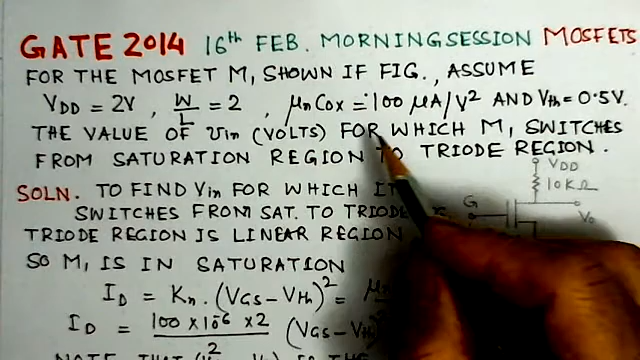 GATE 2014 16th FEB. MORNING SESSION MOSFETS
FOR THE MOSFET M, SHOWN IF FIG., ASSUME
VDD = 2V, W/L = 2, μnCox = 100 μA/V² AND Vth = 0.5V.
THE VALUE OF Vin (VOLTS) FOR WHICH M, SWITCHES
FROM SATURATION REGION TO TRIODE REGION.
VDD
10KΩ
G
Vo
SOLN. TO FIND Vin FOR WHICH IT
SWITCHES FROM SAT. TO TRIODE
TRIODE REGION IS LINEAR REGION
SO M, IS IN SATURATION
ID = Kn. (VGS - Vth)² =
ID = 100 × 10⁻⁶ × 2 / 2 (VGS - Vth)
NOTE THAT